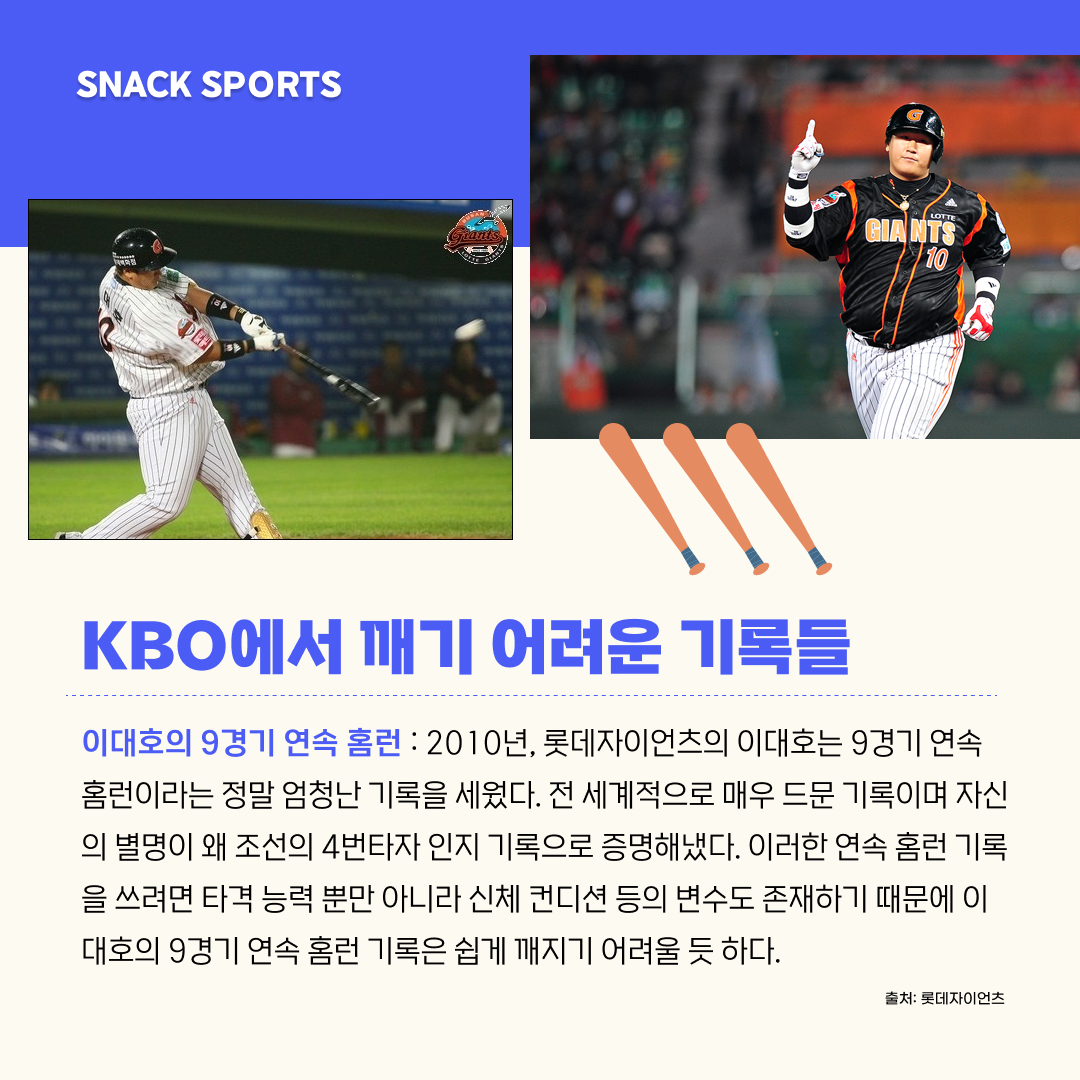 SNACK SPORTS
Giants
G
LOTTE
GIANTS
10
KBO에서 깨기 어려운 기록들
이대호의 9경기 연속 홈런 : 2010년, 롯데자이언츠의 이대호는 9경기 연속
홈런이라는 정말 엄청난 기록을 세웠다. 전 세계적으로 매우 드문 기록이며 자신
의 별명이 왜 조선의 4번타자 인지 기록으로 증명해냈다. 이러한 연속 홈런 기록
을 쓰려면 타격 능력 뿐만 아니라 신체 컨디션 등의 변수도 존재하기 때문에 이
대호의 9경기 연속 홈런 기록은 쉽게 깨지기 어려울 듯 하다.
출처: 롯데자이언츠